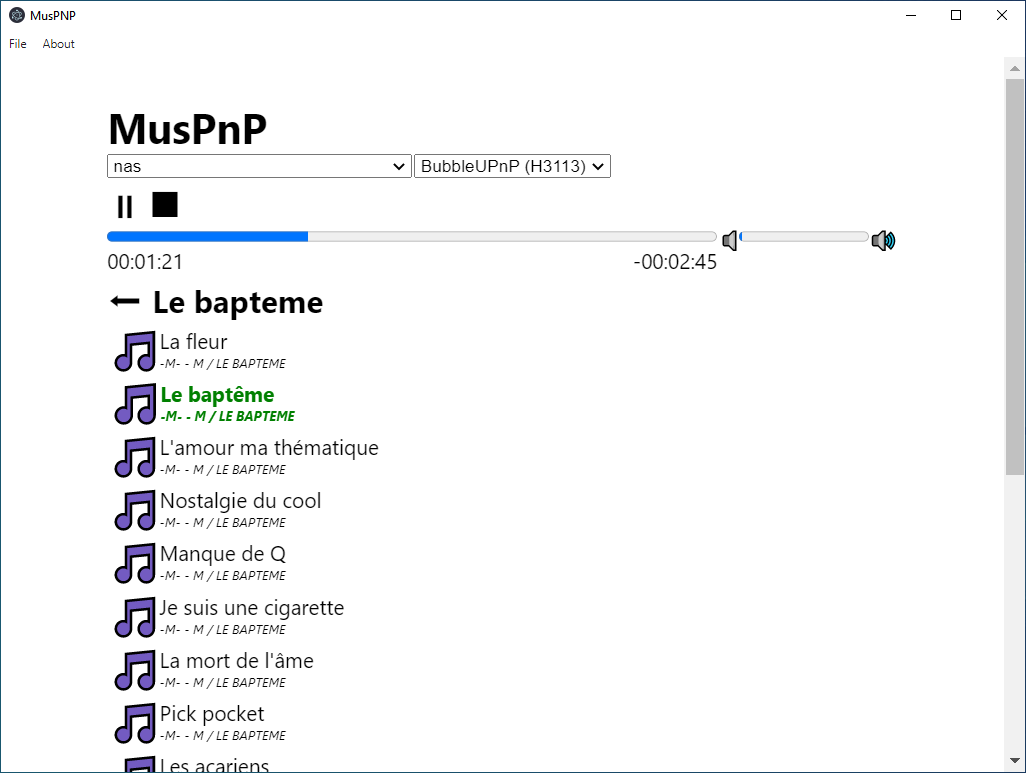 MusPNP
File About
MusPnP
nas BubbleUPnP (H3113)
00:01:21 -00:02:45
Le bapteme
La fleur
-M- - M / LE BAPTEME
Le baptême
-M- - M / LE BAPTEME
L'amour ma thématique
-M- - M / LE BAPTEME
Nostalgie du cool
-M- - M / LE BAPTEME
Manque de Q
-M- - M / LE BAPTEME
Je suis une cigarette
-M- - M / LE BAPTEME
La mort de l'âme
-M- - M / LE BAPTEME
Pick pocket
-M- - M / LE BAPTEME
Les acariens